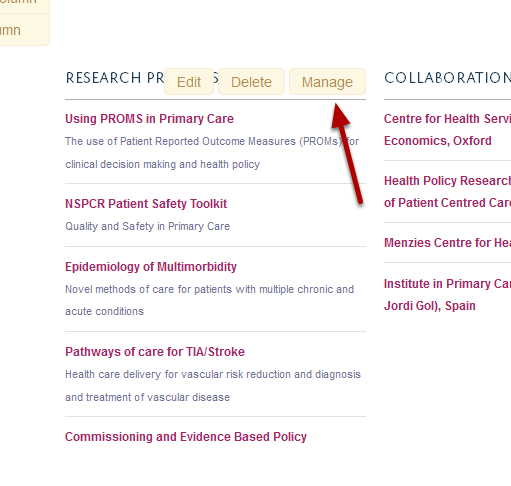 olumn
umn
RESEARCH PR
Edit
Delete
Manage
Using PROMS in Primary Care
The use of Patient Reported Outcome Measures (PROMs) for
clinical decision making and health policy
NSPCR Patient Safety Toolkit
Quality and Safety in Primary Care
Epidemiology of Multimorbidity
Novel methods of care for patients with multiple chronic and
acute conditions
Pathways of care for TIA/Stroke
Health care delivery for vascular risk reduction and diagnosis
and treatment of vascular disease
Commissioning and Evidence Based Policy
COLLABORATION
Centre for Health Servi
Economics, Oxford
Health Policy Research
of Patient Centred Care
Menzies Centre for Hea
Institute in Primary Car
Jordi Gol), Spain